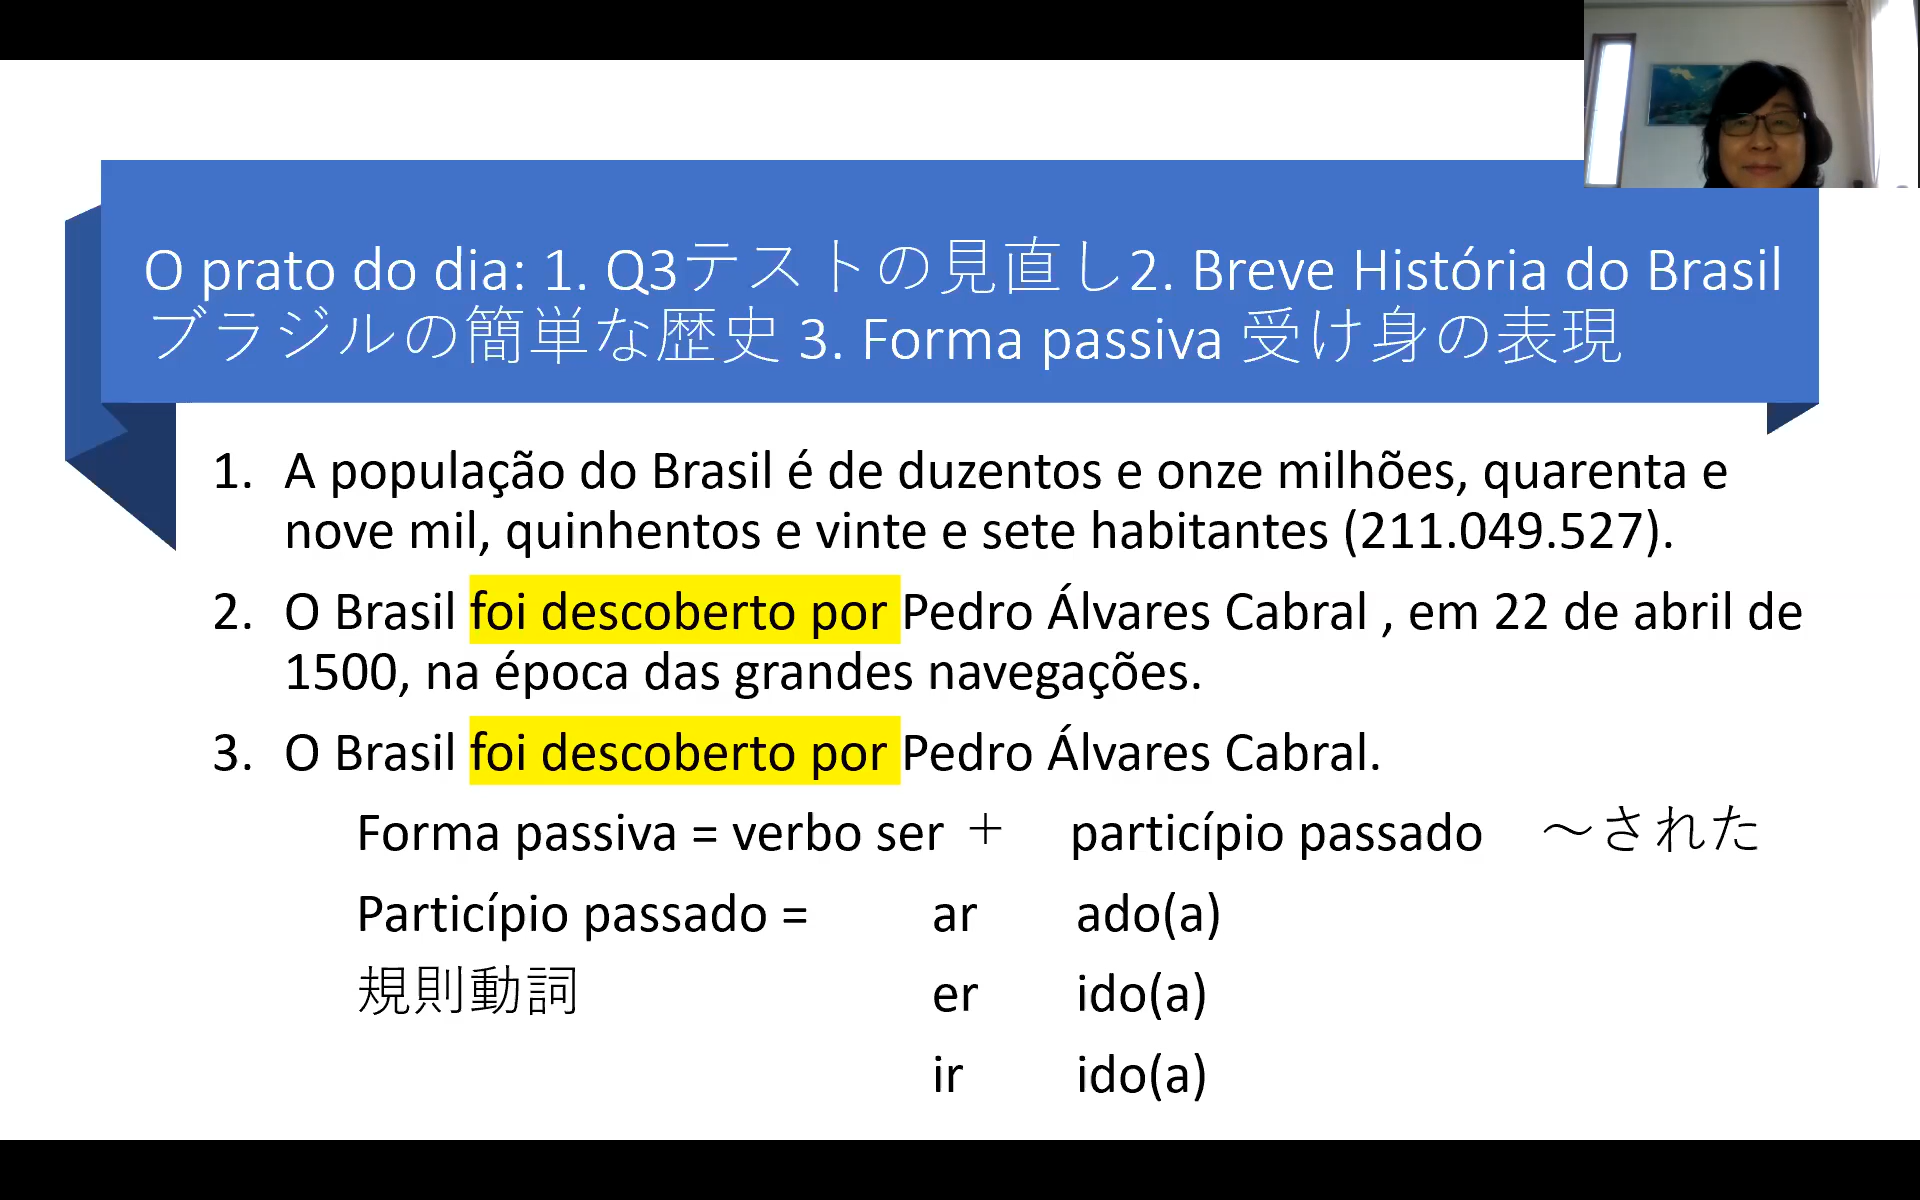 O prato do dia: 1. Q3テストの見直し2. Breve História do Brasil
ブラジルの簡単な歴史 3. Forma passiva 受け身の表現
1. A população do Brasil é de duzentos e onze milhões, quarenta e
nove mil, quinhentos e vinte e sete habitantes (211.049.527).
2. O Brasil foi descoberto por Pedro Álvares Cabral , em 22 de abril de
1500, na época das grandes navegações.
3. O Brasil foi descoberto por Pedro Álvares Cabral.
Forma passiva = verbo ser ＋ particípio passado ～された
Particípio passado = ar ado(a)
規則動詞 er ido(a)
ir ido(a)